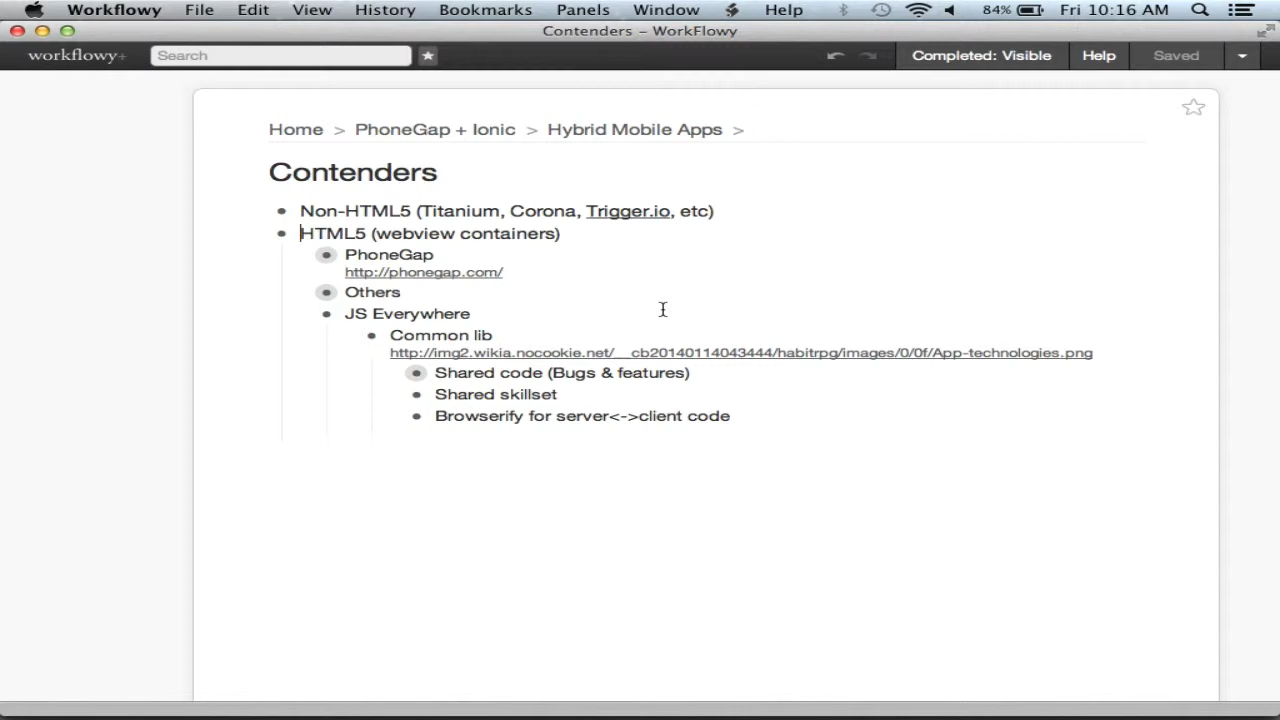 Workflowy File Edit View History Bookmarks Panels Window Help 84% Fri 10:16 AM
Contenders – WorkFlowy
workflowy+ Search Completed: Visible Help Saved
Home > PhoneGap + Ionic > Hybrid Mobile Apps >
Contenders
Non-HTML5 (Titanium, Corona, Trigger.io, etc)
HTML5 (webview containers)
PhoneGap
http://phonegap.com/
Others
JS Everywhere
Common lib
http://img2.wikia.nocookie.net/__cb20140114043444/habitrpg/images/0/0f/App-technologies.png
Shared code (Bugs & features)
Shared skillset
Browserify for server<->client code